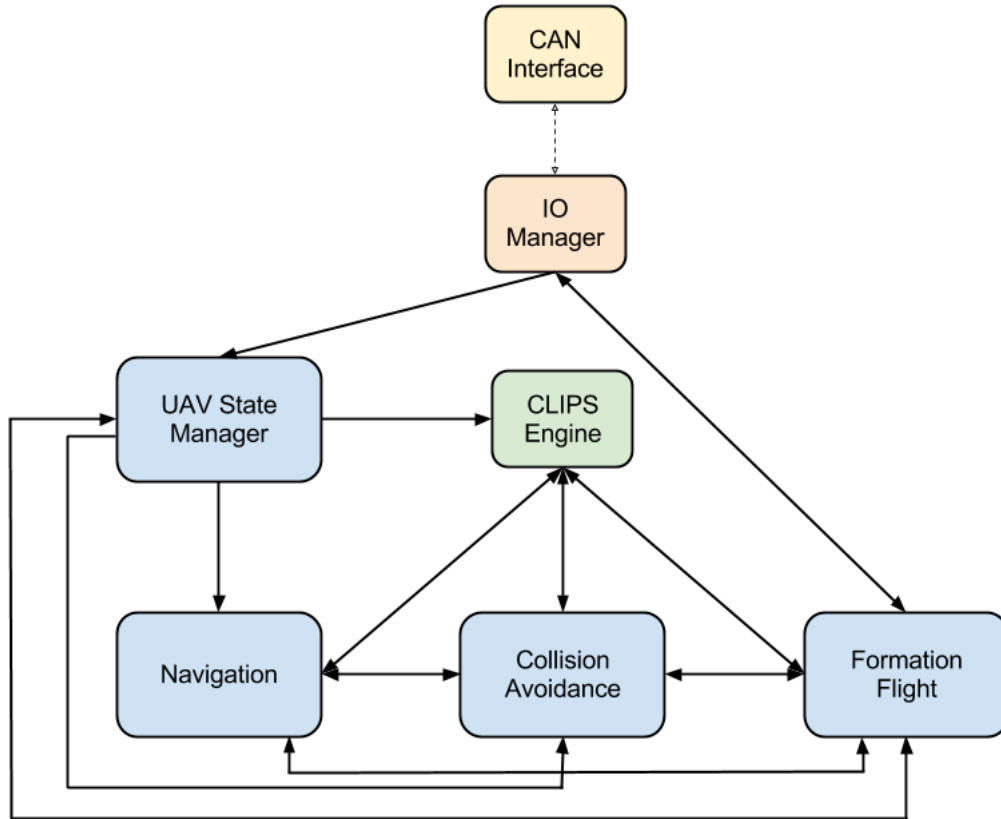 CAN
Interface
IO
Manager
UAV State
Manager
CLIPS
Engine
Navigation
Collision
Avoidance
Formation
Flight